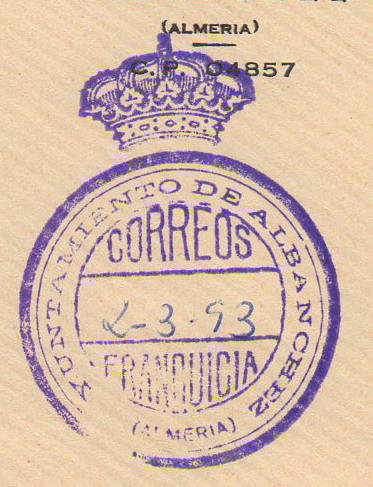 (ALMERIA)
C.P. 04857
AYUNTAMIENTO DE ALBANCHEZ
CORREOS
2-3-93
FRANQUICIA
(ALMERIA)